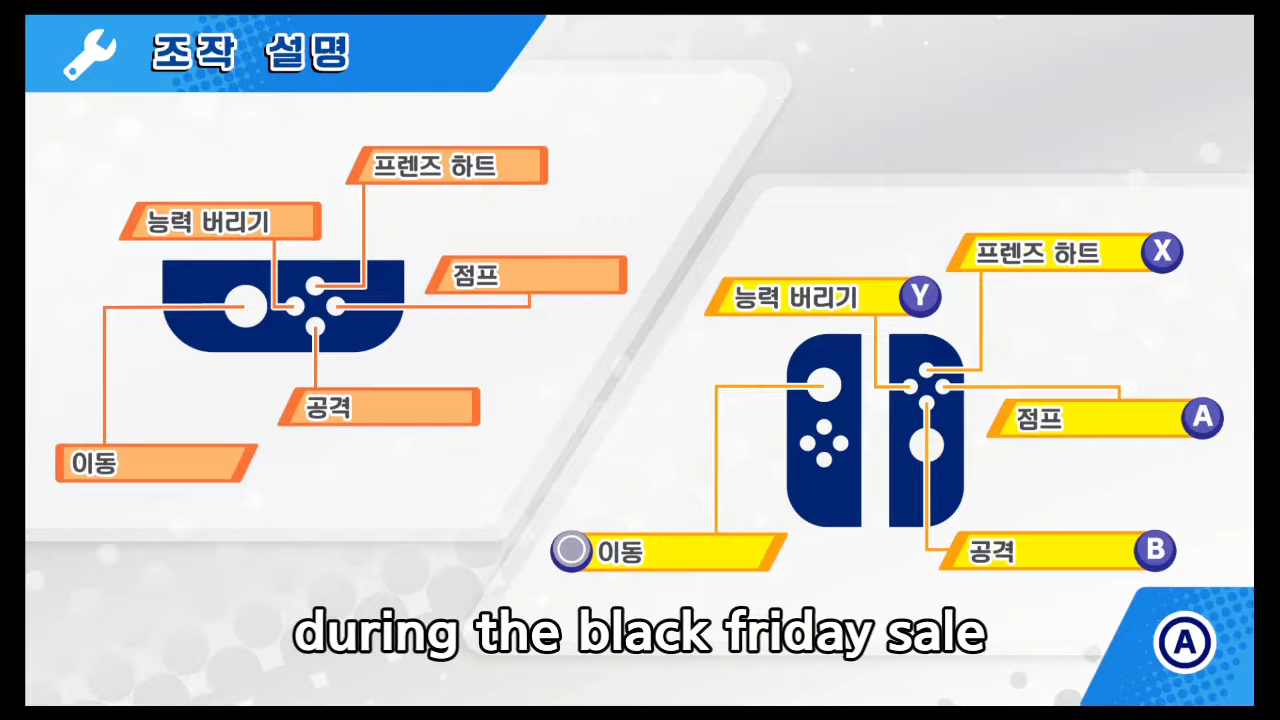 조작 설명
프렌즈 하트
능력 버리기
점프
공격
이동
프렌즈 하트 X
능력 버리기 Y
점프 A
이동
공격 B
during the black friday sale
A